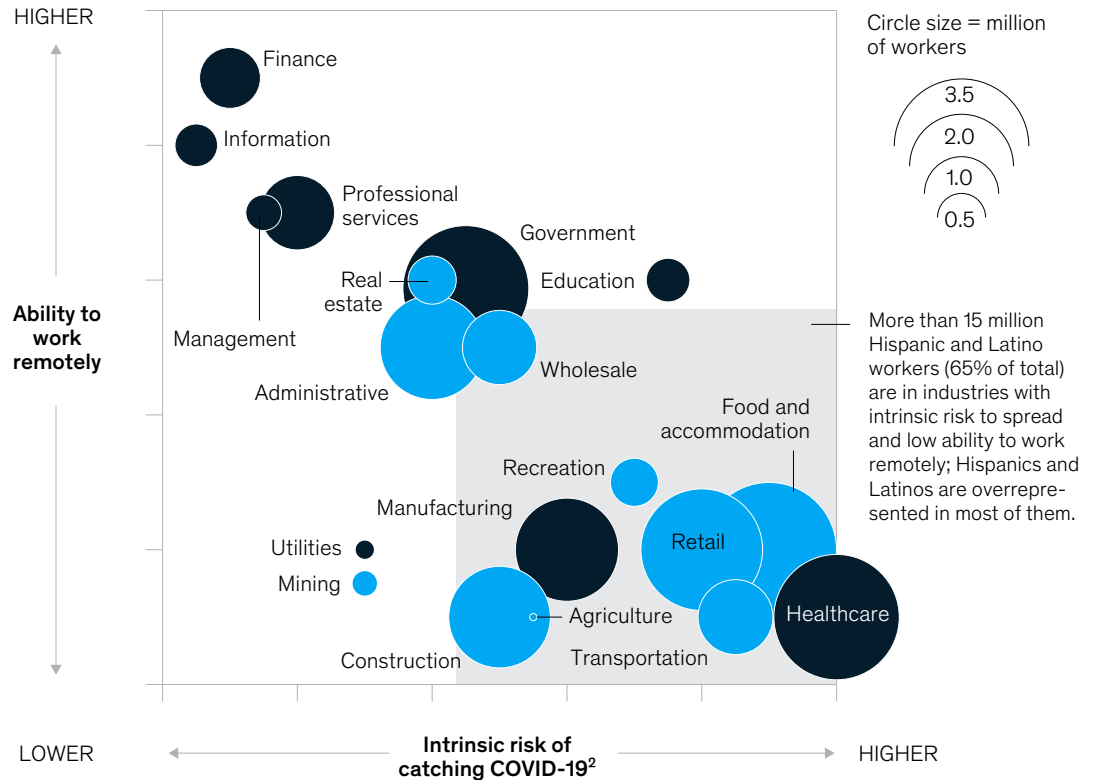 HIGHER
Finance
Information
Professional
services
Government
Real
estate
Education
Management
Administrative
Wholesale
Food and
accommodation
Recreation
Manufacturing
Retail
Utilities
Mining
Agriculture
Healthcare
Construction
Transportation
Ability to
work
remotely
Circle size = million
of workers
3.5
2.0
1.0
0.5
More than 15 million
Hispanic and Latino
workers (65% of total)
are in industries with
intrinsic risk to spread
and low ability to work
remotely; Hispanics and
Latinos are overrepre-
sented in most of them.
LOWER
Intrinsic risk of
catching COVID-19²
HIGHER